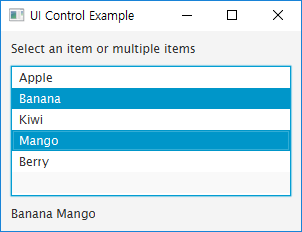 UI Control Example
Select an item or multiple items
Apple
Banana
Kiwi
Mango
Berry
Banana Mango